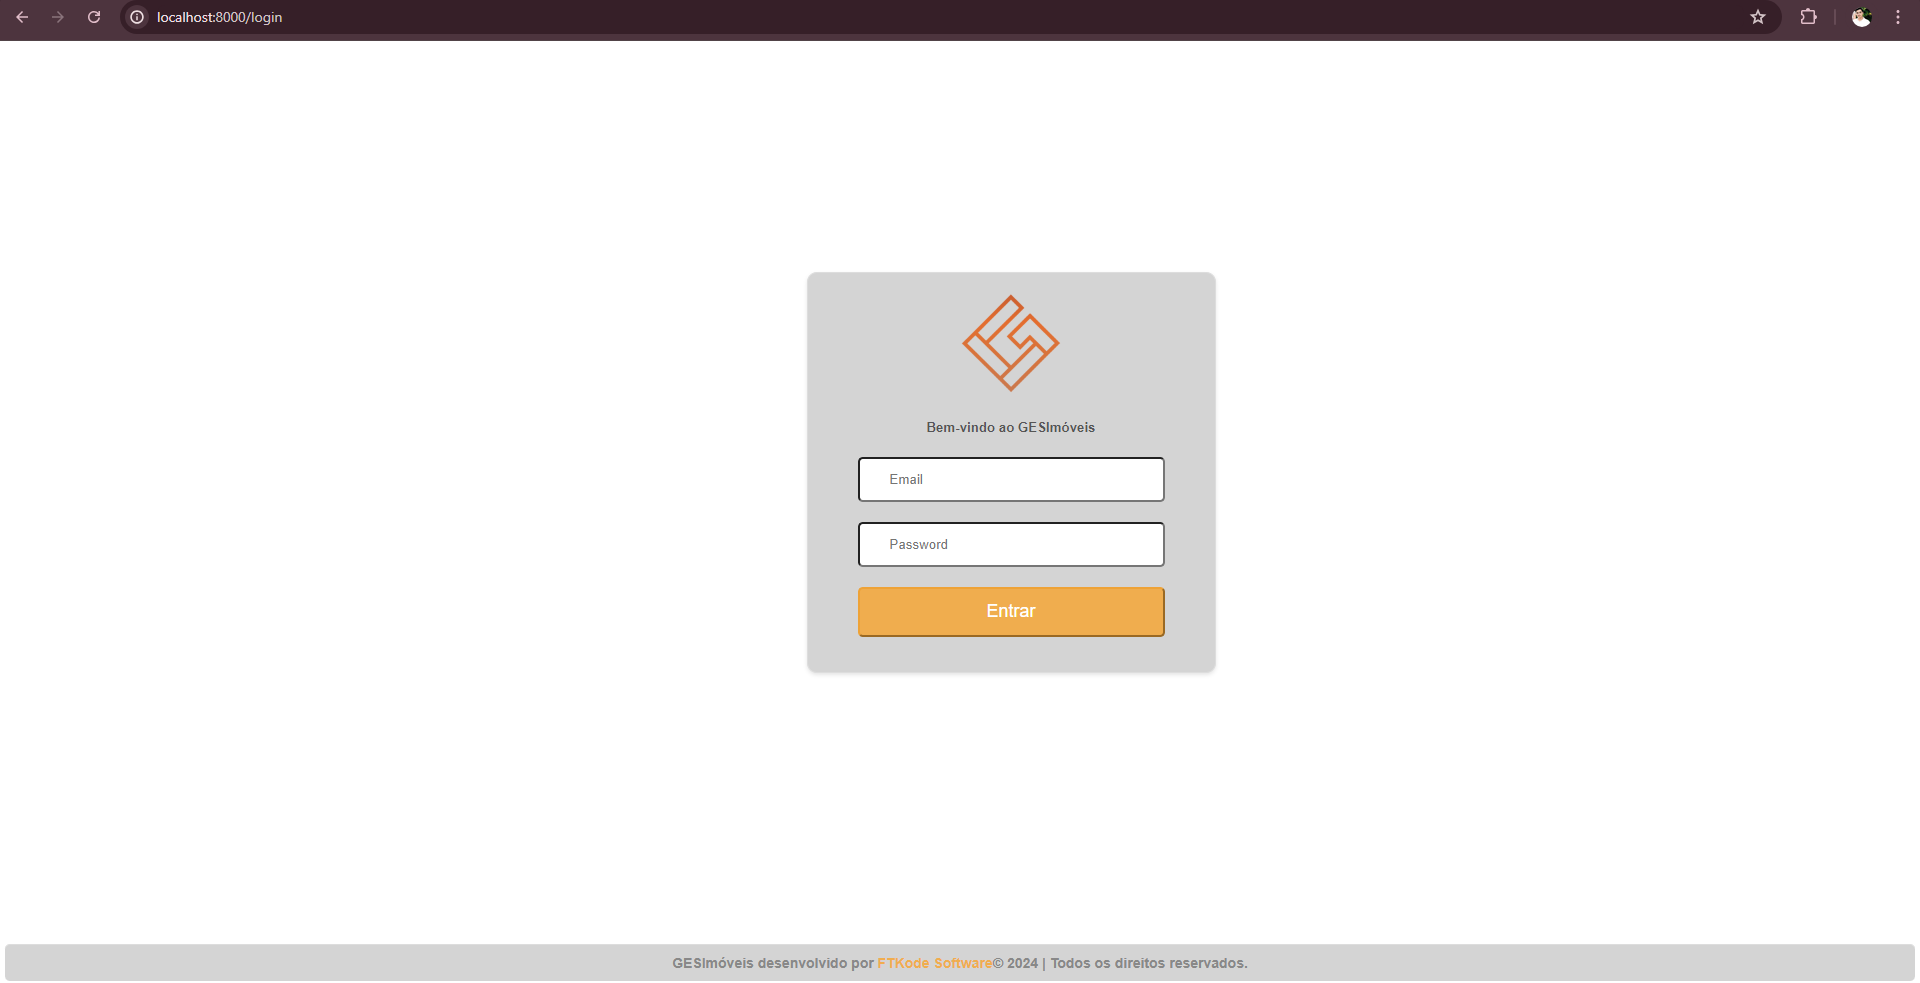 localhost:8000/login
Bem-vindo ao GESImóveis
Email
Password
Entrar
GESImóveis desenvolvido por FTKode Software© 2024 | Todos os direitos reservados.